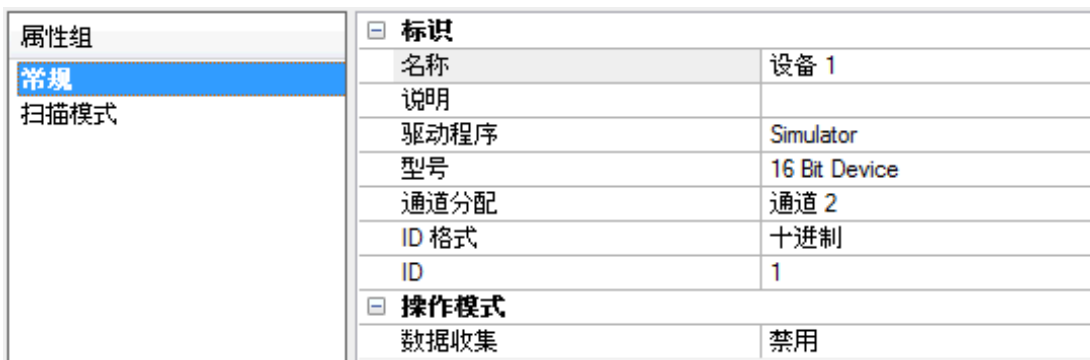 属性组
常规
扫描模式
标识
名称 设备 1
说明
驱动程序 Simulator
型号 16 Bit Device
通道分配 通道 2
ID 格式 十进制
ID 1
操作模式
数据收集 禁用